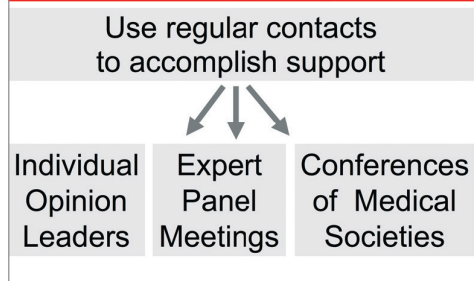 Use regular contacts
to accomplish support
Individual
Opinion
Leaders
Expert
Panel
Meetings
Conferences
of Medical
Societies